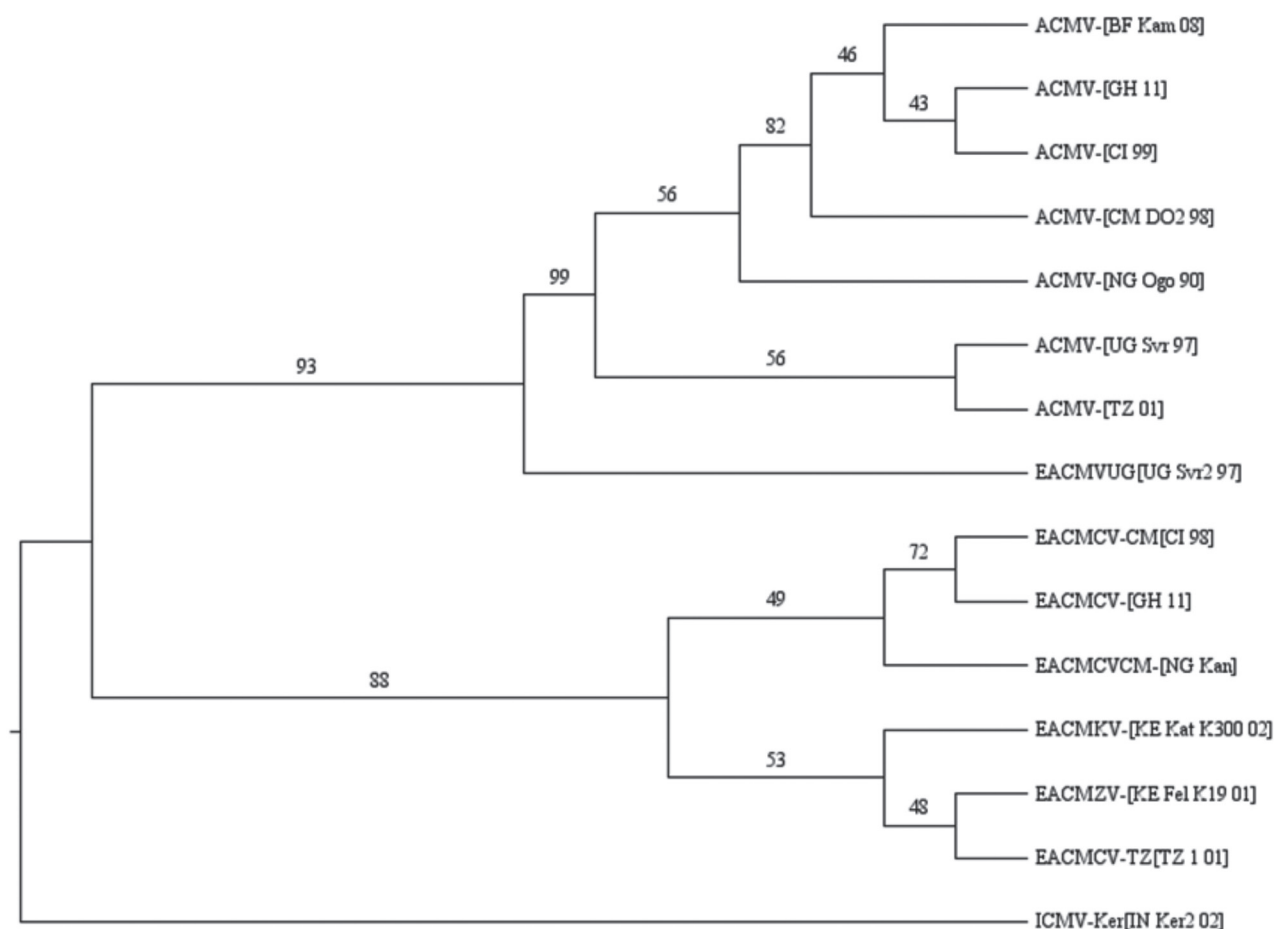 ACMV-[BF Kam 08]
46
ACMV-[GH 11]
43
ACMV-[CI 99]
82
ACMV-[CM DO2 98]
56
ACMV-[NG Ogo 90]
99
ACMV-[UG Svr 97]
56
93
ACMV-[TZ 01]
EACMVUG[UG Svr2 97]
EACMCV-CM[CI 98]
72
EACMCV-[GH 11]
49
EACMCVCM-[NG Kan]
88
EACMKV-[KE Kat K300 02]
53
EACMZV-[KE Fel K19 01]
48
EACMCV-TZ[TZ 1 01]
ICMV-Ker[IN Ker2 02]